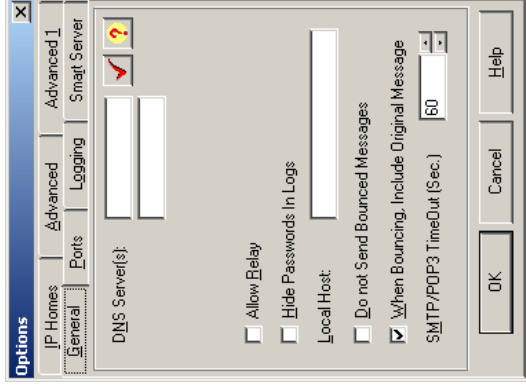 Options
IP Homes
Advanced
Advanced 1
General
Ports
Logging
Smart Server
DNS Server(s):
Allow Relay
Hide Passwords In Logs
Local Host:
Do not Send Bounced Messages
When Bouncing, Include Original Message
SMTP/POP3 TimeOut (Sec.)
60
OK
Cancel
Help